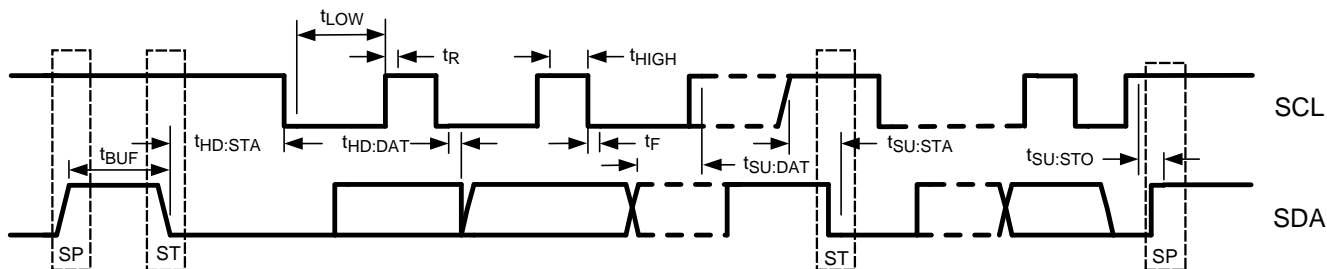 tLOW
tR
tHIGH
SCL
tHD:STA
tHD:DAT
tF
tSU:STA
tBUF
tSU:DAT
tSU:STO
SDA
SP
ST
ST
SP